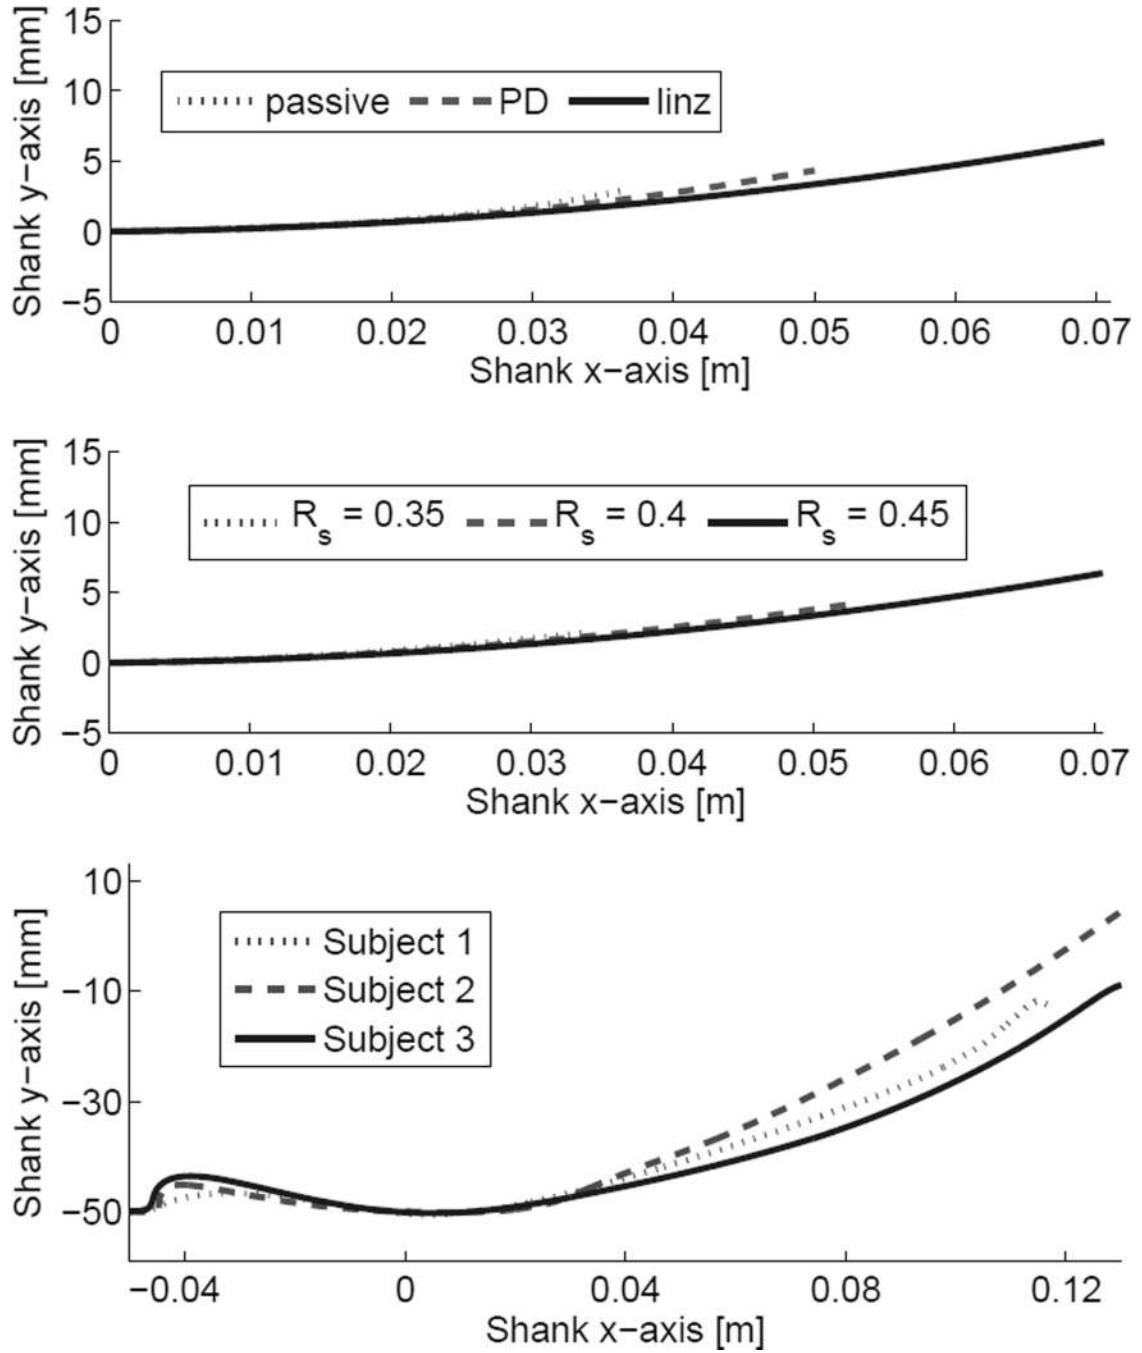 15
10
5
0
−5
Shank y−axis [mm]
passive PD linz
0 0.01 0.02 0.03 0.04 0.05 0.06 0.07
Shank x−axis [m]
15
10
5
0
−5
Shank y−axis [mm]
R_s = 0.35 R_s = 0.4 R_s = 0.45
0 0.01 0.02 0.03 0.04 0.05 0.06 0.07
Shank x−axis [m]
10
−10
−30
−50
Shank y−axis [mm]
Subject 1
Subject 2
Subject 3
−0.04 0 0.04 0.08 0.12
Shank x−axis [m]